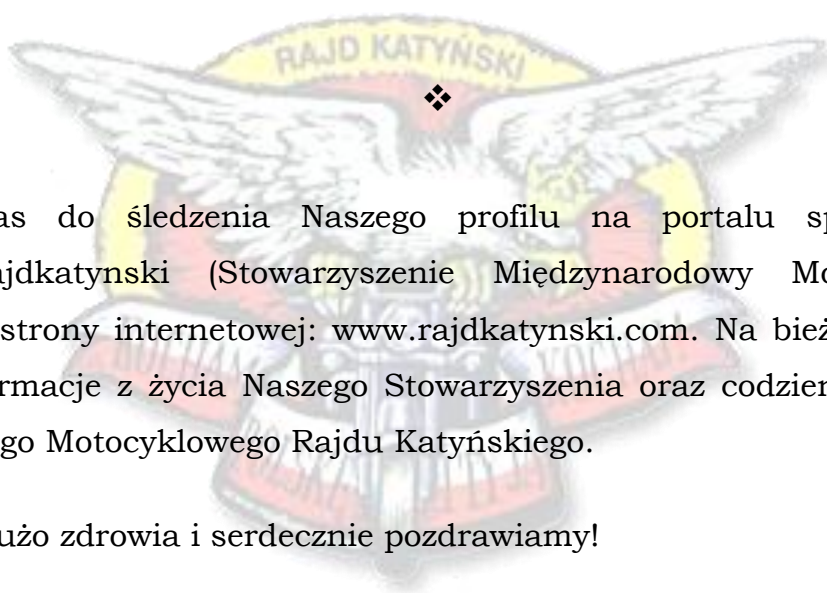 RAJD KATYŃSKI
❖
as do śledzenia Naszego profilu na portalu sp
ajdkatynski (Stowarzyszenie Międzynarodowy Mo
strony internetowej: www.rajdkatynski.com. Na bież
rmacje z życia Naszego Stowarzyszenia oraz codzien
go Motocyklowego Rajdu Katyńskiego.
użo zdrowia i serdecznie pozdrawiamy!